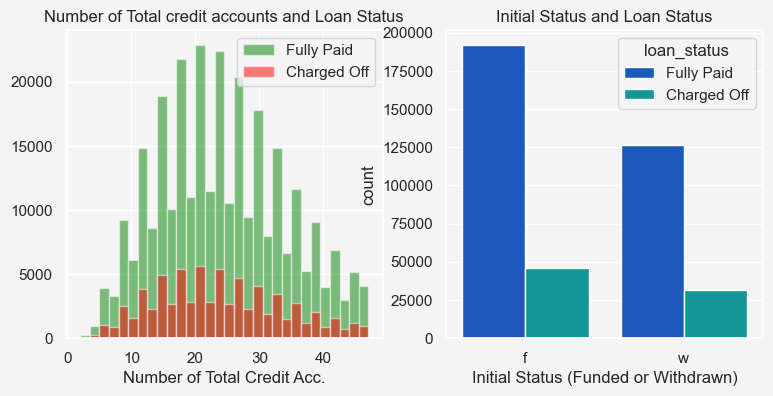 Number of Total credit accounts and Loan Status
Fully Paid
Charged Off
20000
15000
10000
5000
0
0 10 20 30 40
Number of Total Credit Acc.
Initial Status and Loan Status
loan_status
Fully Paid
Charged Off
count
200000
175000
150000
125000
100000
75000
50000
25000
0
f w
Initial Status (Funded or Withdrawn)